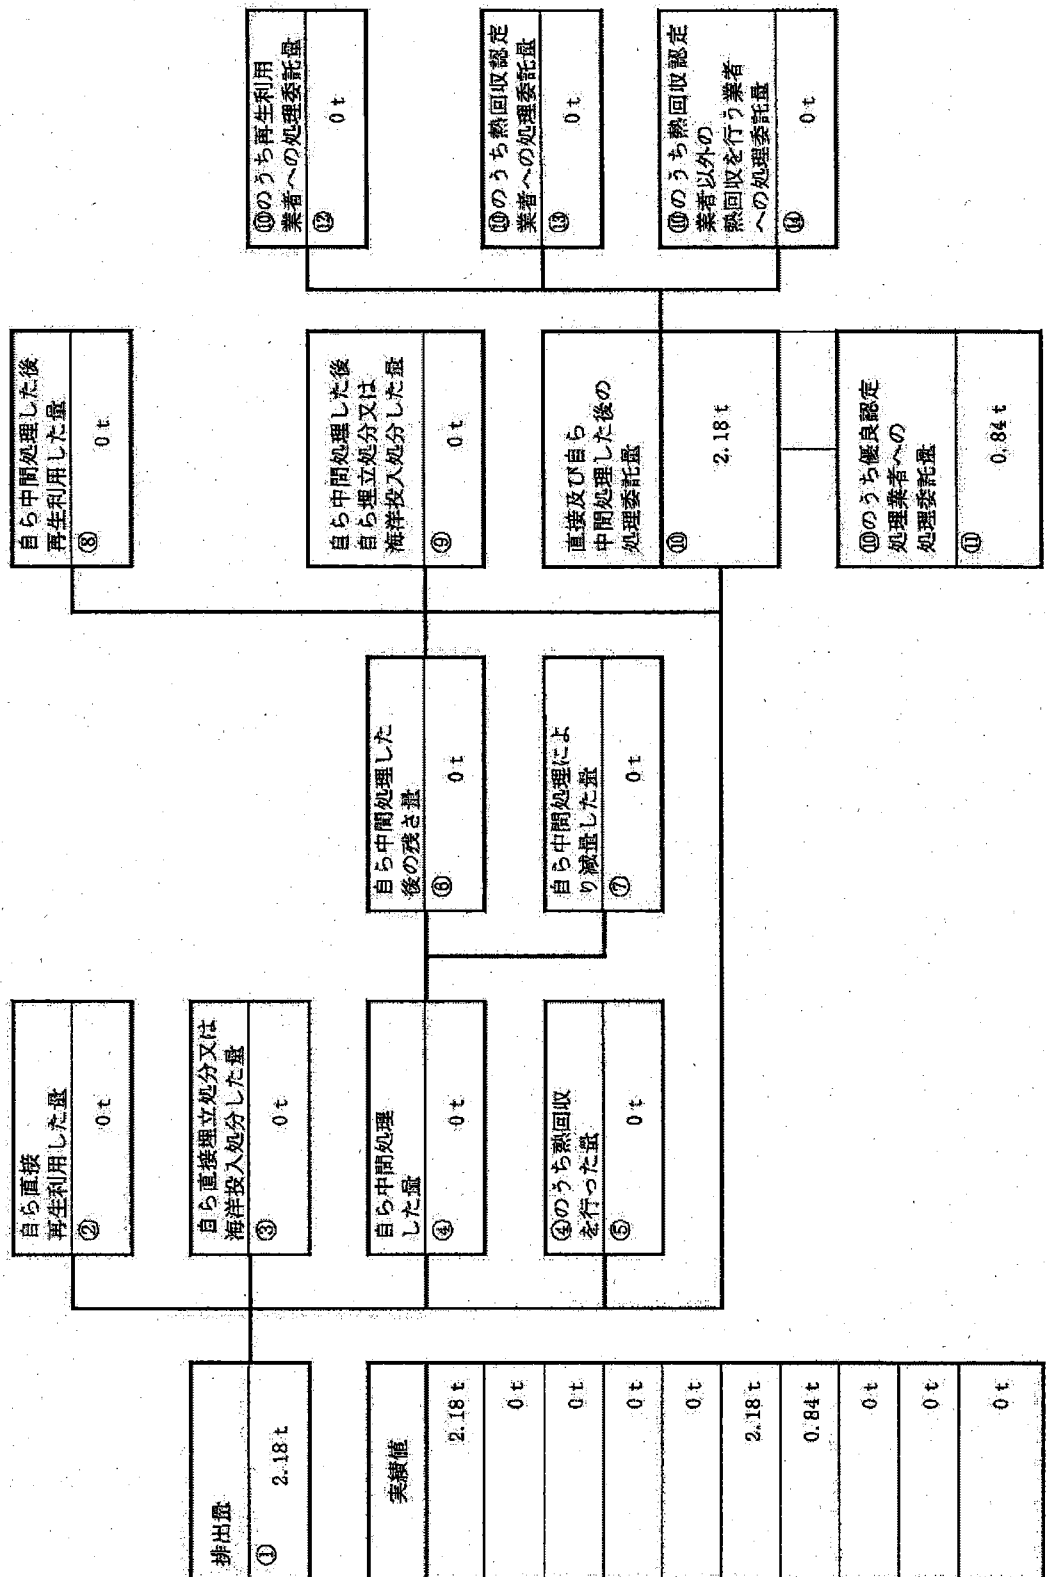 排出量
① 2.18 t
実績値
2.18 t
0 t
0 t
0 t
0 t
2.18 t
0.84 t
0 t
0 t
0 t
自ら直接
再生利用した量
② 0 t
自ら直接埋立処分又は
海洋投入処分した量
③ 0 t
自ら中間処理
した量
④ 0 t
④のうち熱回収
を行った量
⑤ 0 t
自ら中間処理した
後の残さ量
⑥ 0 t
自ら中間処理によ
り減量した量
⑦ 0 t
自ら中間処理した後
再生利用した量
⑧ 0 t
自ら中間処理した後
自ら埋立処分又は
海洋投入処分した量
⑨ 0 t
直接及び自ら
中間処理した後の
処理委託量
⑩ 2.18 t
⑩のうち優良認定
処理業者への
処理委託量
⑪ 0.84 t
⑩のうち再生利用
業者への処理委託量
⑫ 0 t
⑩のうち熱回収認定
業者への処理委託量
⑬ 0 t
⑩のうち熱回収認定
業者以外の
熱回収を行う業者
への処理委託量
⑭ 0 t